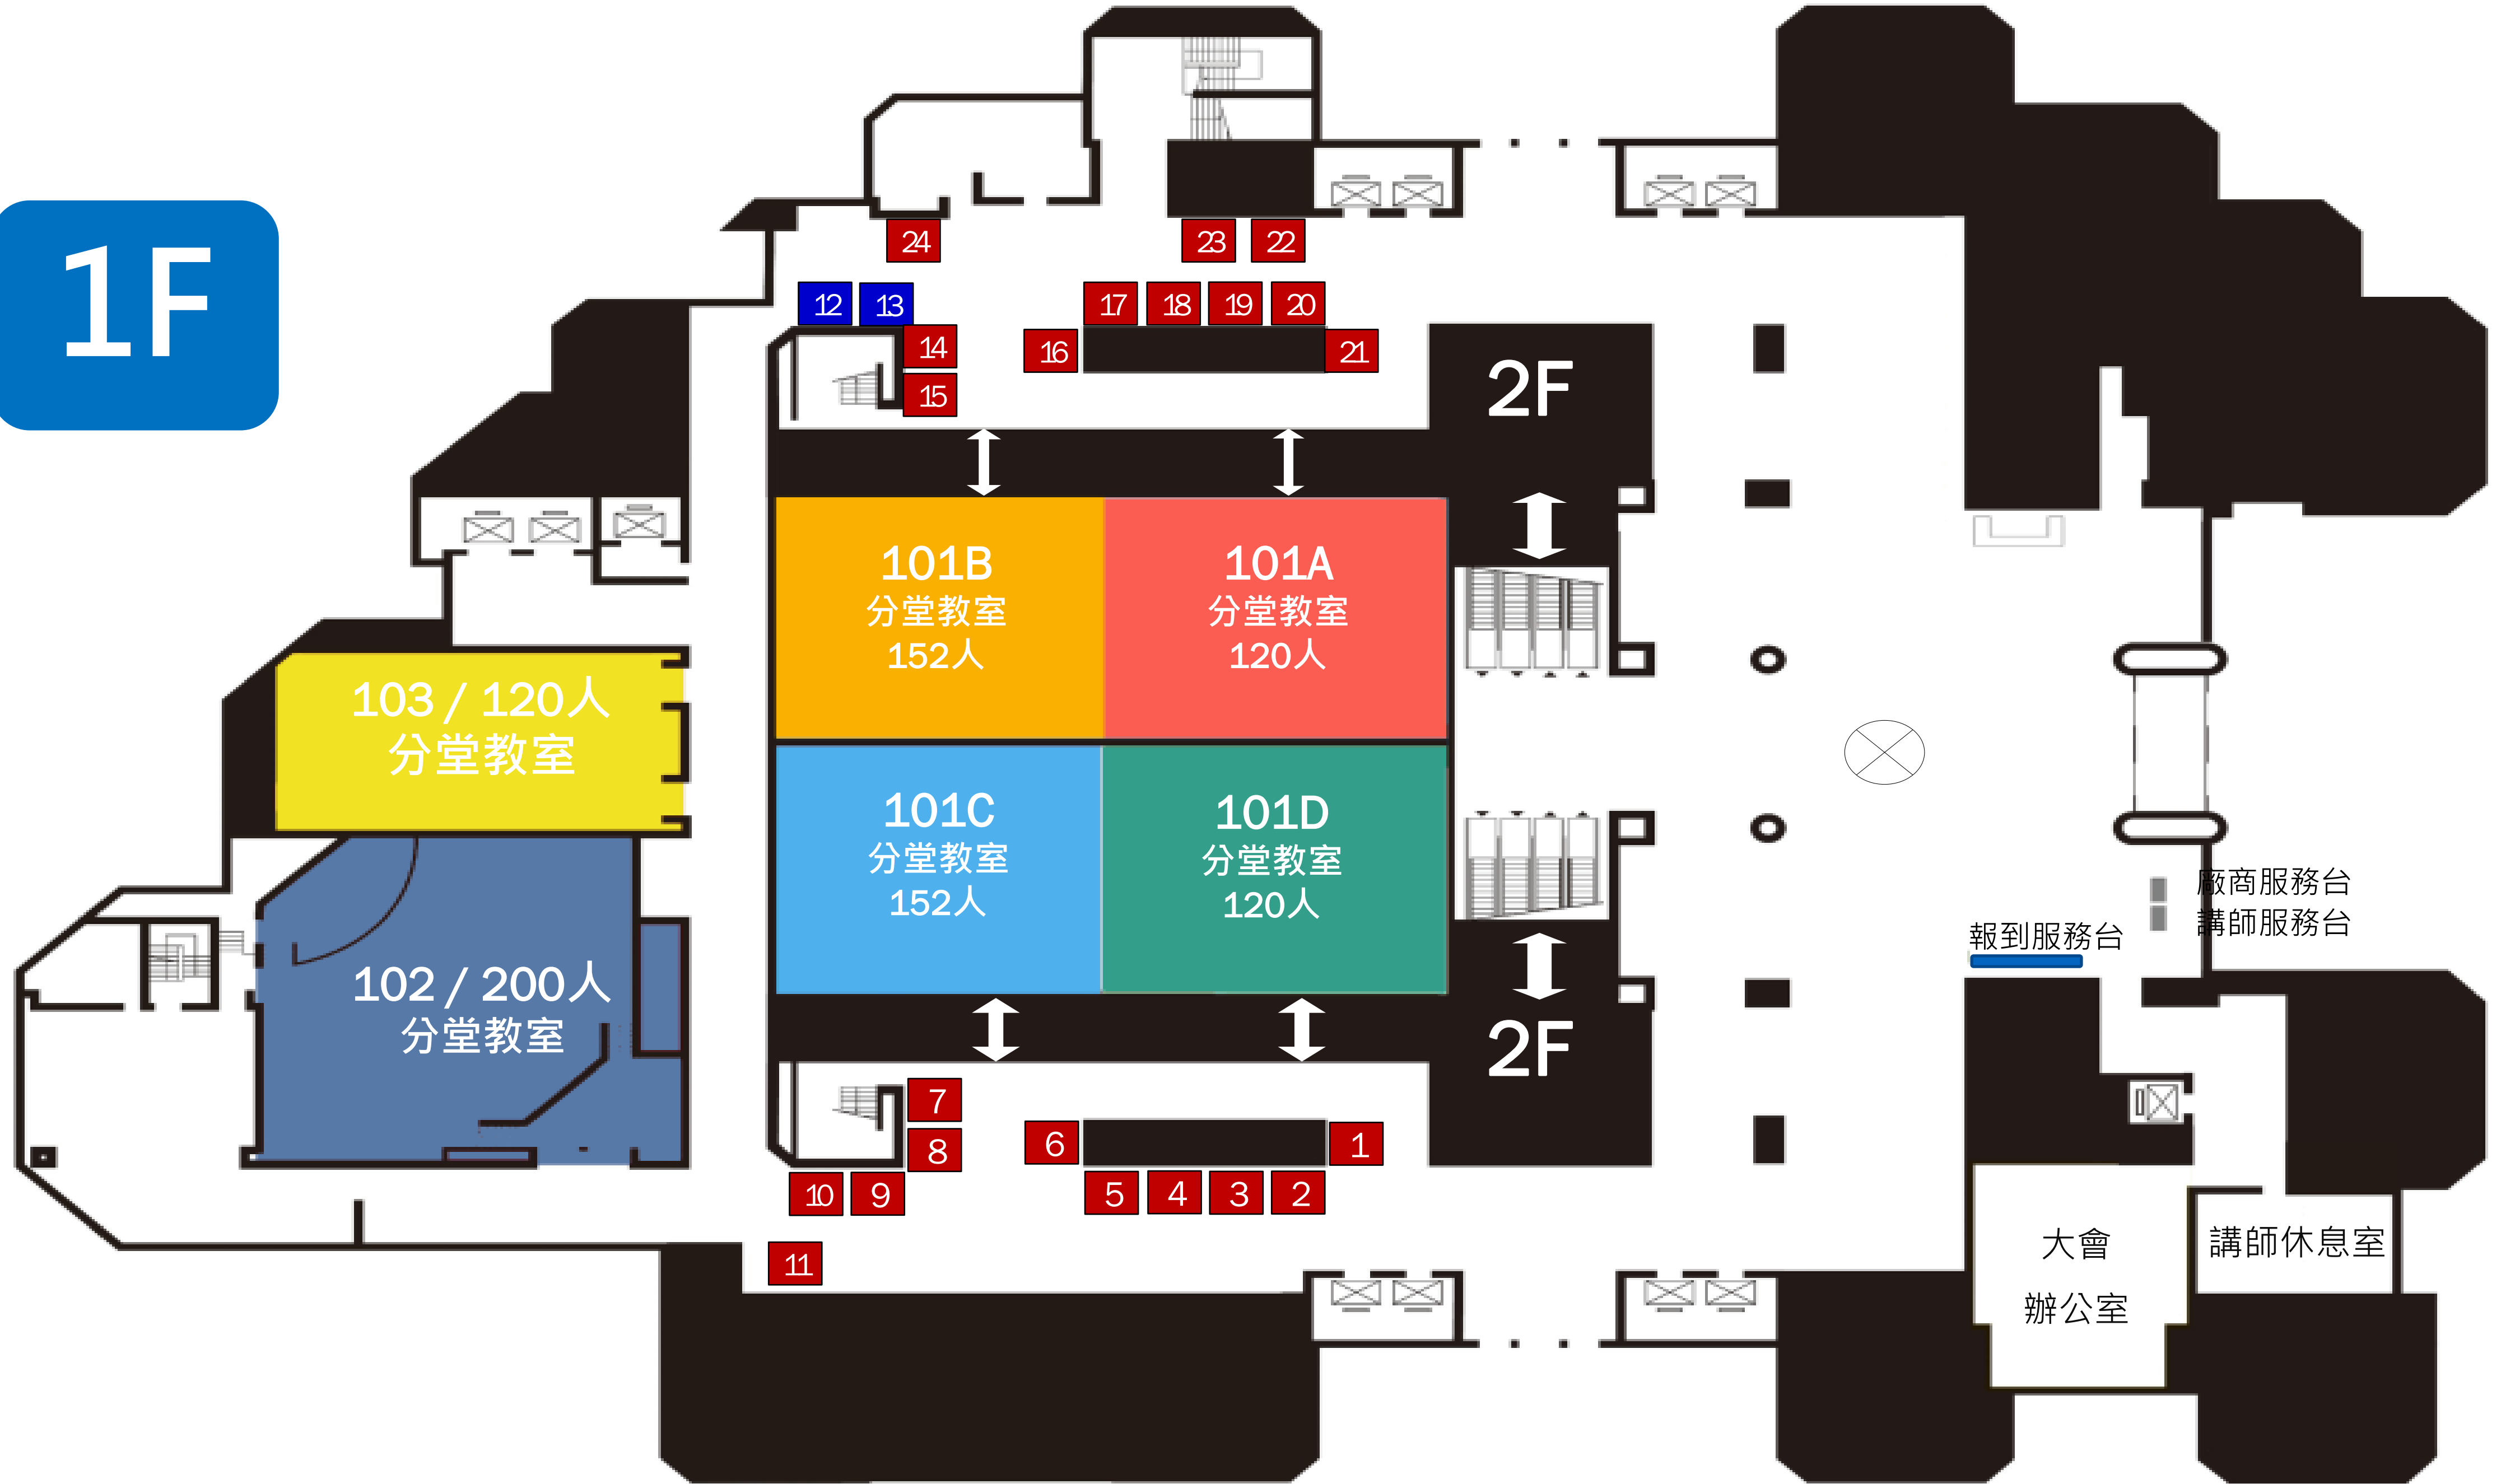 1F
24
23
22
12
13
17
18
19
20
14
16
21
15
2F
101B
分堂教室
152人
101A
分堂教室
120人
103 / 120人
分堂教室
101C
分堂教室
152人
101D
分堂教室
120人
廠商服務台
講師服務台
報到服務台
102 / 200人
分堂教室
2F
7
8
6
1
10
9
5
4
3
2
11
大會
辦公室
講師休息室